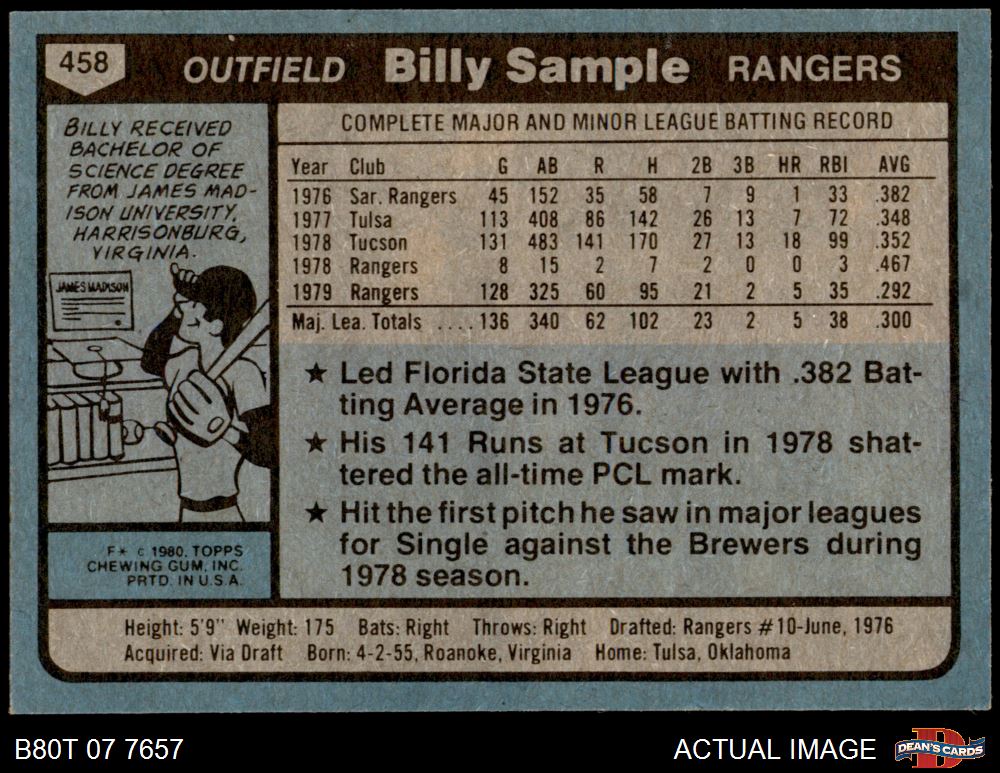 458 OUTFIELD Billy Sample RANGERS
BILLY RECEIVED
BACHELOR OF
SCIENCE DEGREE
FROM JAMES MAD-
ISON UNIVERSITY,
HARRISONBURG,
VIRGINIA.
JAMES MADISON
F* © 1980, TOPPS
CHEWING GUM, INC.
PRTD. IN U.S.A.
COMPLETE MAJOR AND MINOR LEAGUE BATTING RECORD
Year Club G AB R H 2B 3B HR RBI AVG
1976 Sar. Rangers 45 152 35 58 7 9 1 33 .382
1977 Tulsa 113 408 86 142 26 13 7 72 .348
1978 Tucson 131 483 141 170 27 13 18 99 .352
1978 Rangers 8 15 2 7 2 0 0 3 .467
1979 Rangers 128 325 60 95 21 2 5 35 .292
Maj. Lea. Totals ....136 340 62 102 23 2 5 38 .300
★ Led Florida State League with .382 Bat-
ting Average in 1976.
★ His 141 Runs at Tucson in 1978 shat-
tered the all-time PCL mark.
★ Hit the first pitch he saw in major leagues
for Single against the Brewers during
1978 season.
Height: 5'9" Weight: 175 Bats: Right Throws: Right Drafted: Rangers #10-June, 1976
Acquired: Via Draft Born: 4-2-55, Roanoke, Virginia Home: Tulsa, Oklahoma
B80T 07 7657 ACTUAL IMAGE
D DEAN'S CARDS